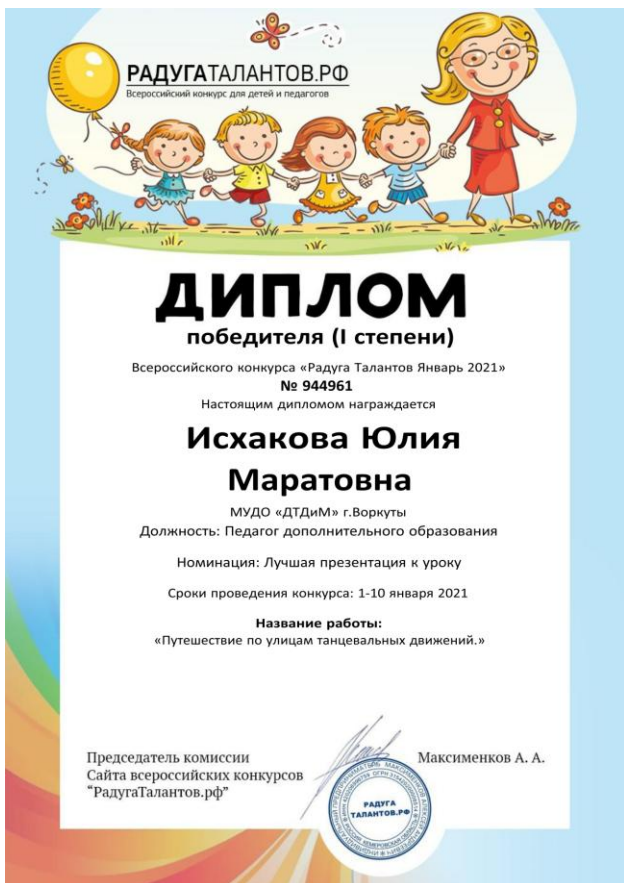 РАДУГАТАЛАНТОВ.РФ
Всероссийский конкурс для детей и педагогов
ДИПЛОМ
победителя (I степени)
Всероссийского конкурса «Радуга Талантов Январь 2021»
№ 944961
Настоящим дипломом награждается
Исхакова Юлия
Маратовна
МУДО «ДТДиМ» г.Воркуты
Должность: Педагог дополнительного образования
Номинация: Лучшая презентация к уроку
Сроки проведения конкурса: 1-10 января 2021
Название работы:
«Путешествие по улицам танцевальных движений.»
Председатель комиссии
Сайта всероссийских конкурсов
“РадугаТалантов.рф”
Максименков А. А.
РАДУГА
ТАЛАНТОВ.РФ